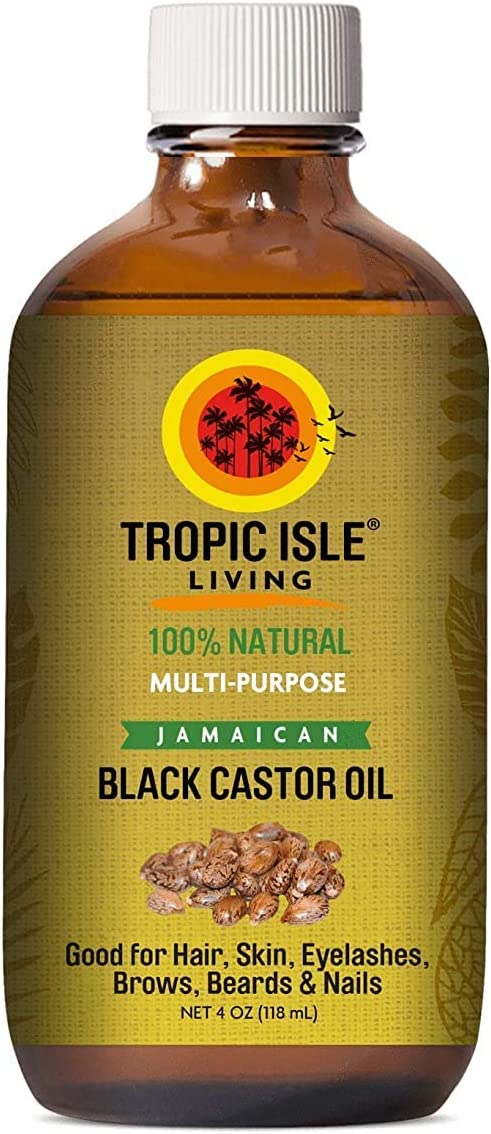 TROPIC ISLE®
LIVING
100% NATURAL
MULTI-PURPOSE
JAMAICAN
BLACK CASTOR OIL
Good for Hair, Skin, Eyelashes,
Brows, Beards & Nails
NET 4 OZ (118 mL)